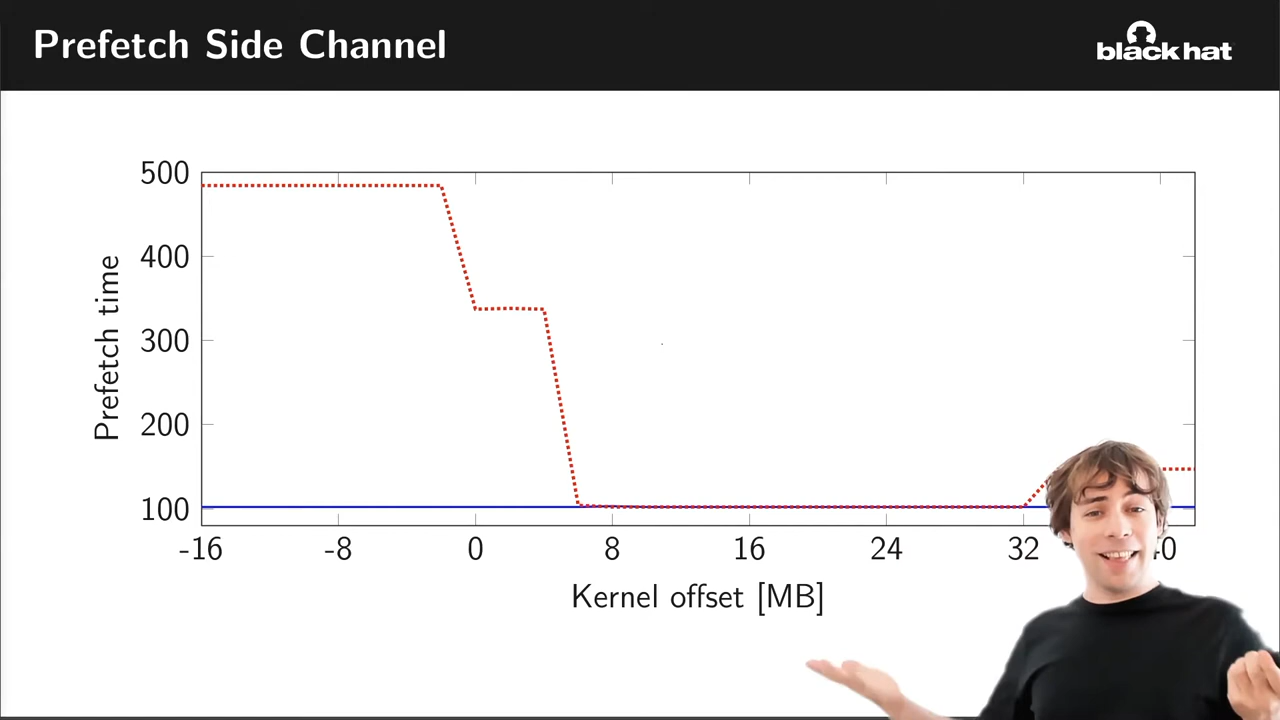 Prefetch Side Channel
black hat
500
400
300
200
100
Prefetch time
-16 -8 0 8 16 24 32 40
Kernel offset [MB]